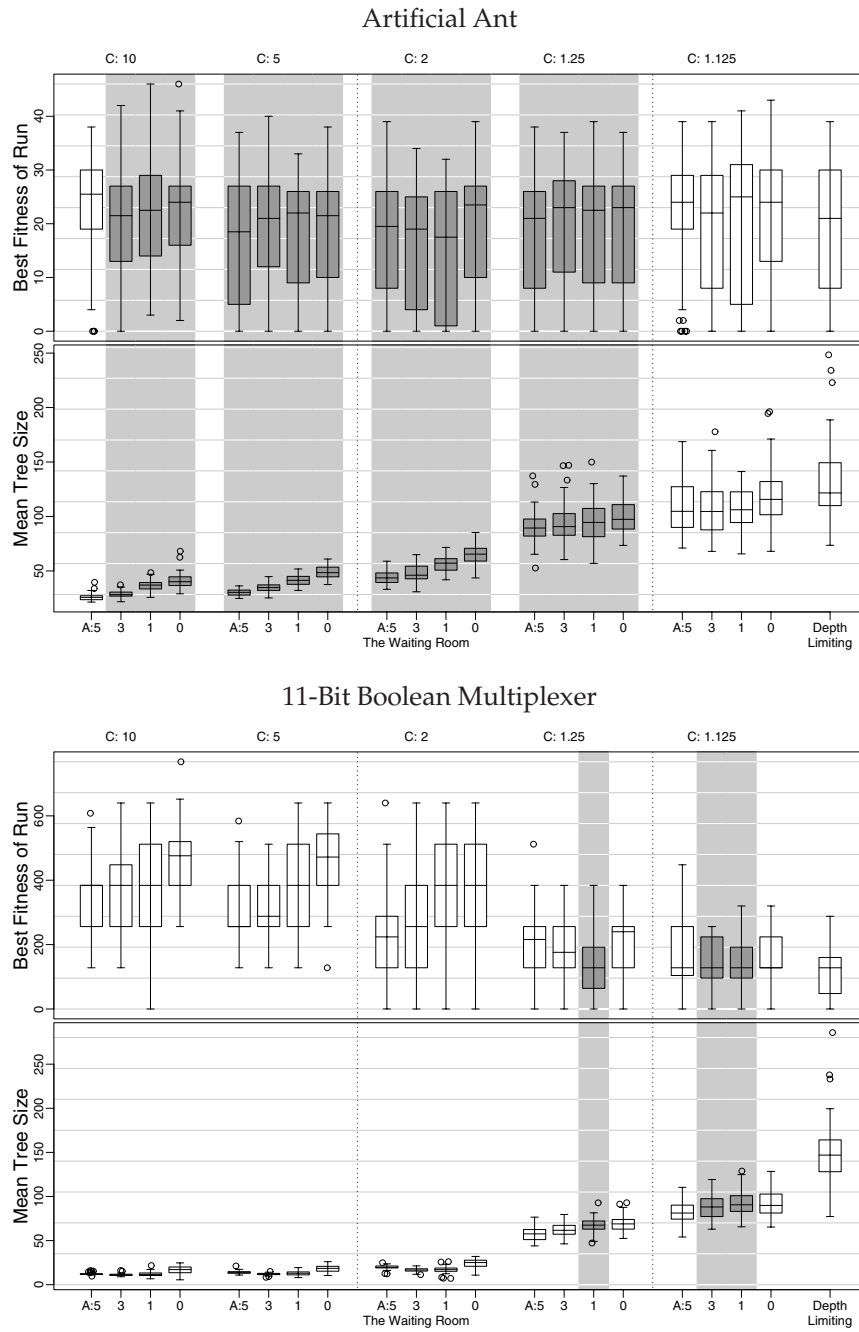 Artificial Ant
C: 10 C: 5 C: 2 C: 1.25 C: 1.125
Best Fitness of Run
0 10 20 30 40
Mean Tree Size
50 100 150 200 250
A:5 3 1 0 A:5 3 1 0 A:5 3 1 0 A:5 3 1 0 A:5 3 1 0 Depth Limiting
The Waiting Room
11-Bit Boolean Multiplexer
C: 10 C: 5 C: 2 C: 1.25 C: 1.125
Best Fitness of Run
0 200 400 600
Mean Tree Size
0 50 100 150 200 250
A:5 3 1 0 A:5 3 1 0 A:5 3 1 0 A:5 3 1 0 A:5 3 1 0 Depth Limiting
The Waiting Room